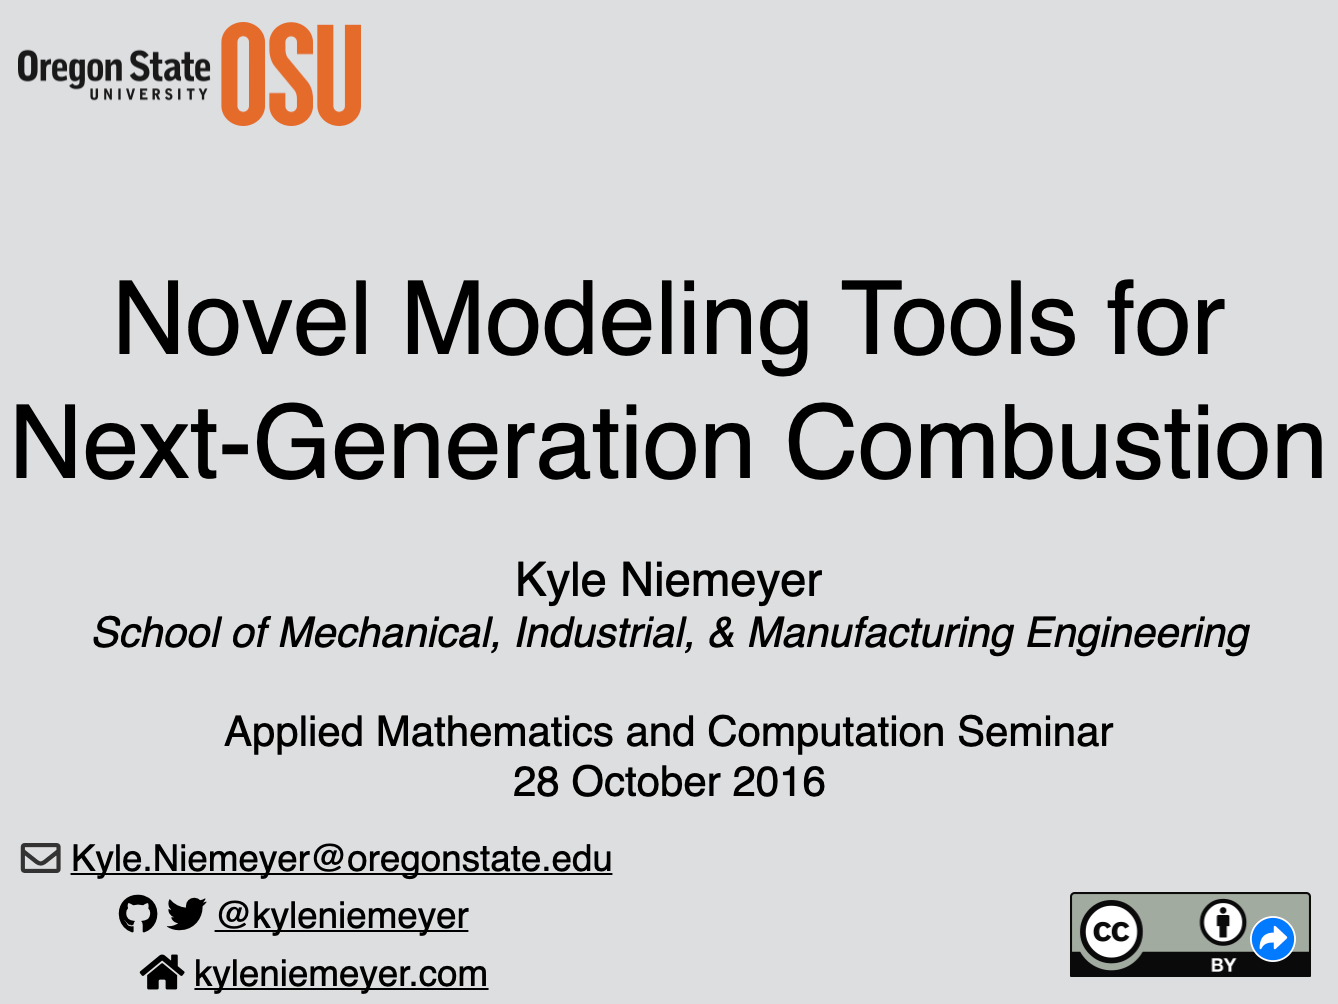 Oregon State
UNIVERSITY
OSU
Novel Modeling Tools for
Next-Generation Combustion
Kyle Niemeyer
School of Mechanical, Industrial, & Manufacturing Engineering
Applied Mathematics and Computation Seminar
28 October 2016
Kyle.Niemeyer@oregonstate.edu
@kyleniemeyer
kyleniemeyer.com
CC
BY